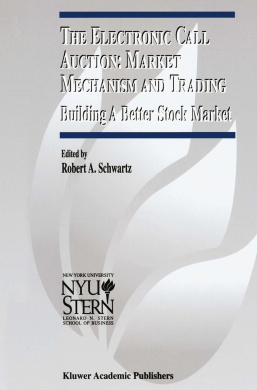 THE ELECTRONIC CALL
AUCTION: MARKET
MECHANISM AND TRADING
Building A Better Stock Market
Edited by
Robert A. Schwartz
NEW YORK UNIVERSITY
NYU
STERN
LEONARD N. STERN
SCHOOL OF BUSINESS
Kluwer Academic Publishers